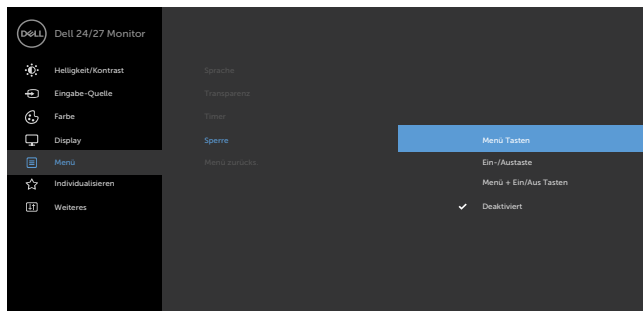 DELL Dell 24/27 Monitor
Helligkeit/Kontrast Sprache
Eingabe-Quelle Transparenz
Farbe Timer
Display Sperre Menü Tasten
Menü Menü zurücks. Ein-/Austaste
Individualisieren Menü + Ein/Aus Tasten
Weiteres Deaktiviert